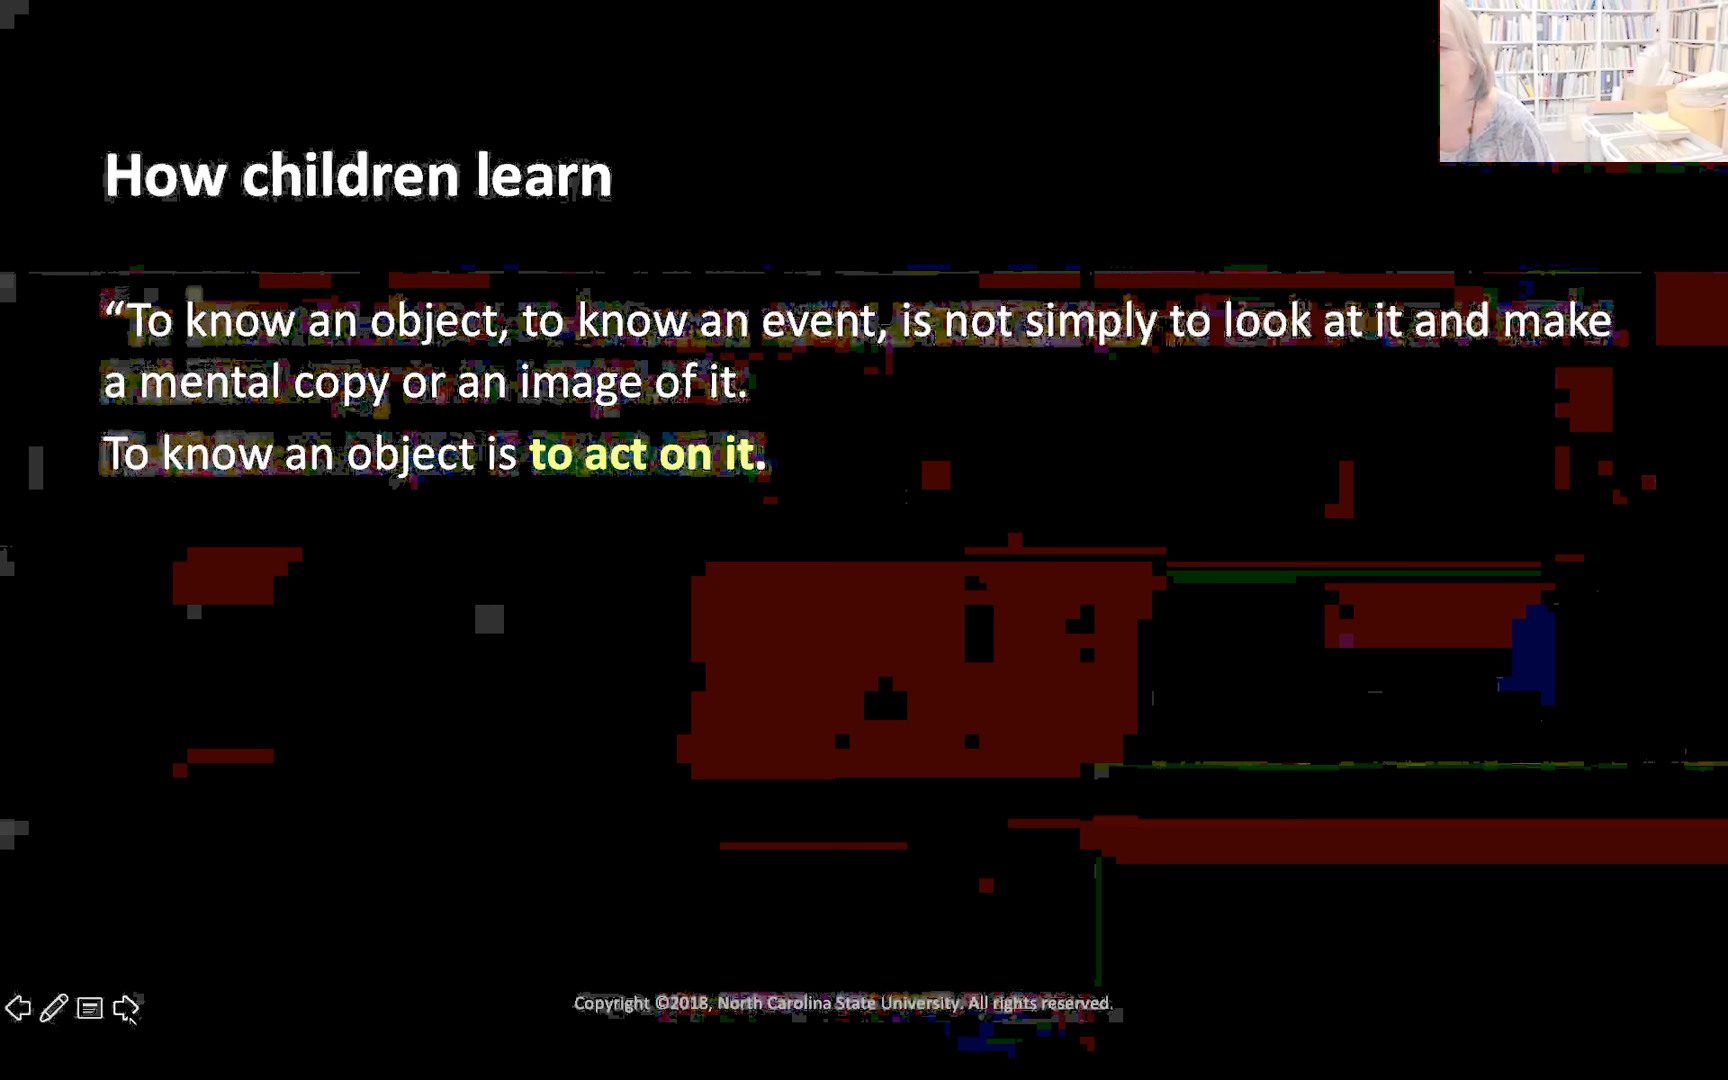 How children learn
“To know an object, to know an event, is not simply to look at it and make
a mental copy or an image of it.
To know an object is to act on it.
Copyright ©2018, North Carolina State University. All rights reserved.